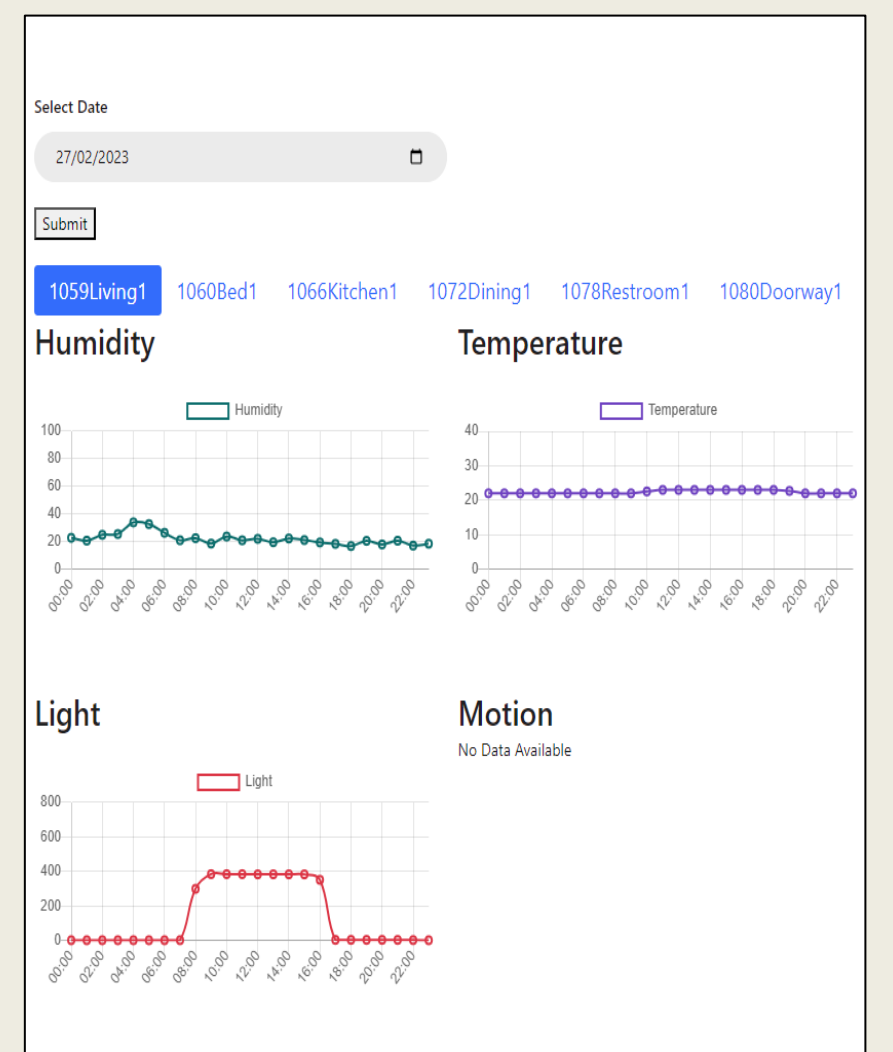 Select Date
27/02/2023
Submit
1059Living1 1060Bed1 1066Kitchen1 1072Dining1 1078Restroom1 1080Doorway1
Humidity
Humidity
100
80
60
40
20
0
00:00 02:00 04:00 06:00 08:00 10:00 12:00 14:00 16:00 18:00 20:00 22:00
Temperature
Temperature
40
30
20
10
0
00:00 02:00 04:00 06:00 08:00 10:00 12:00 14:00 16:00 18:00 20:00 22:00
Light
Light
800
600
400
200
0
00:00 02:00 04:00 06:00 08:00 10:00 12:00 14:00 16:00 18:00 20:00 22:00
Motion
No Data Available